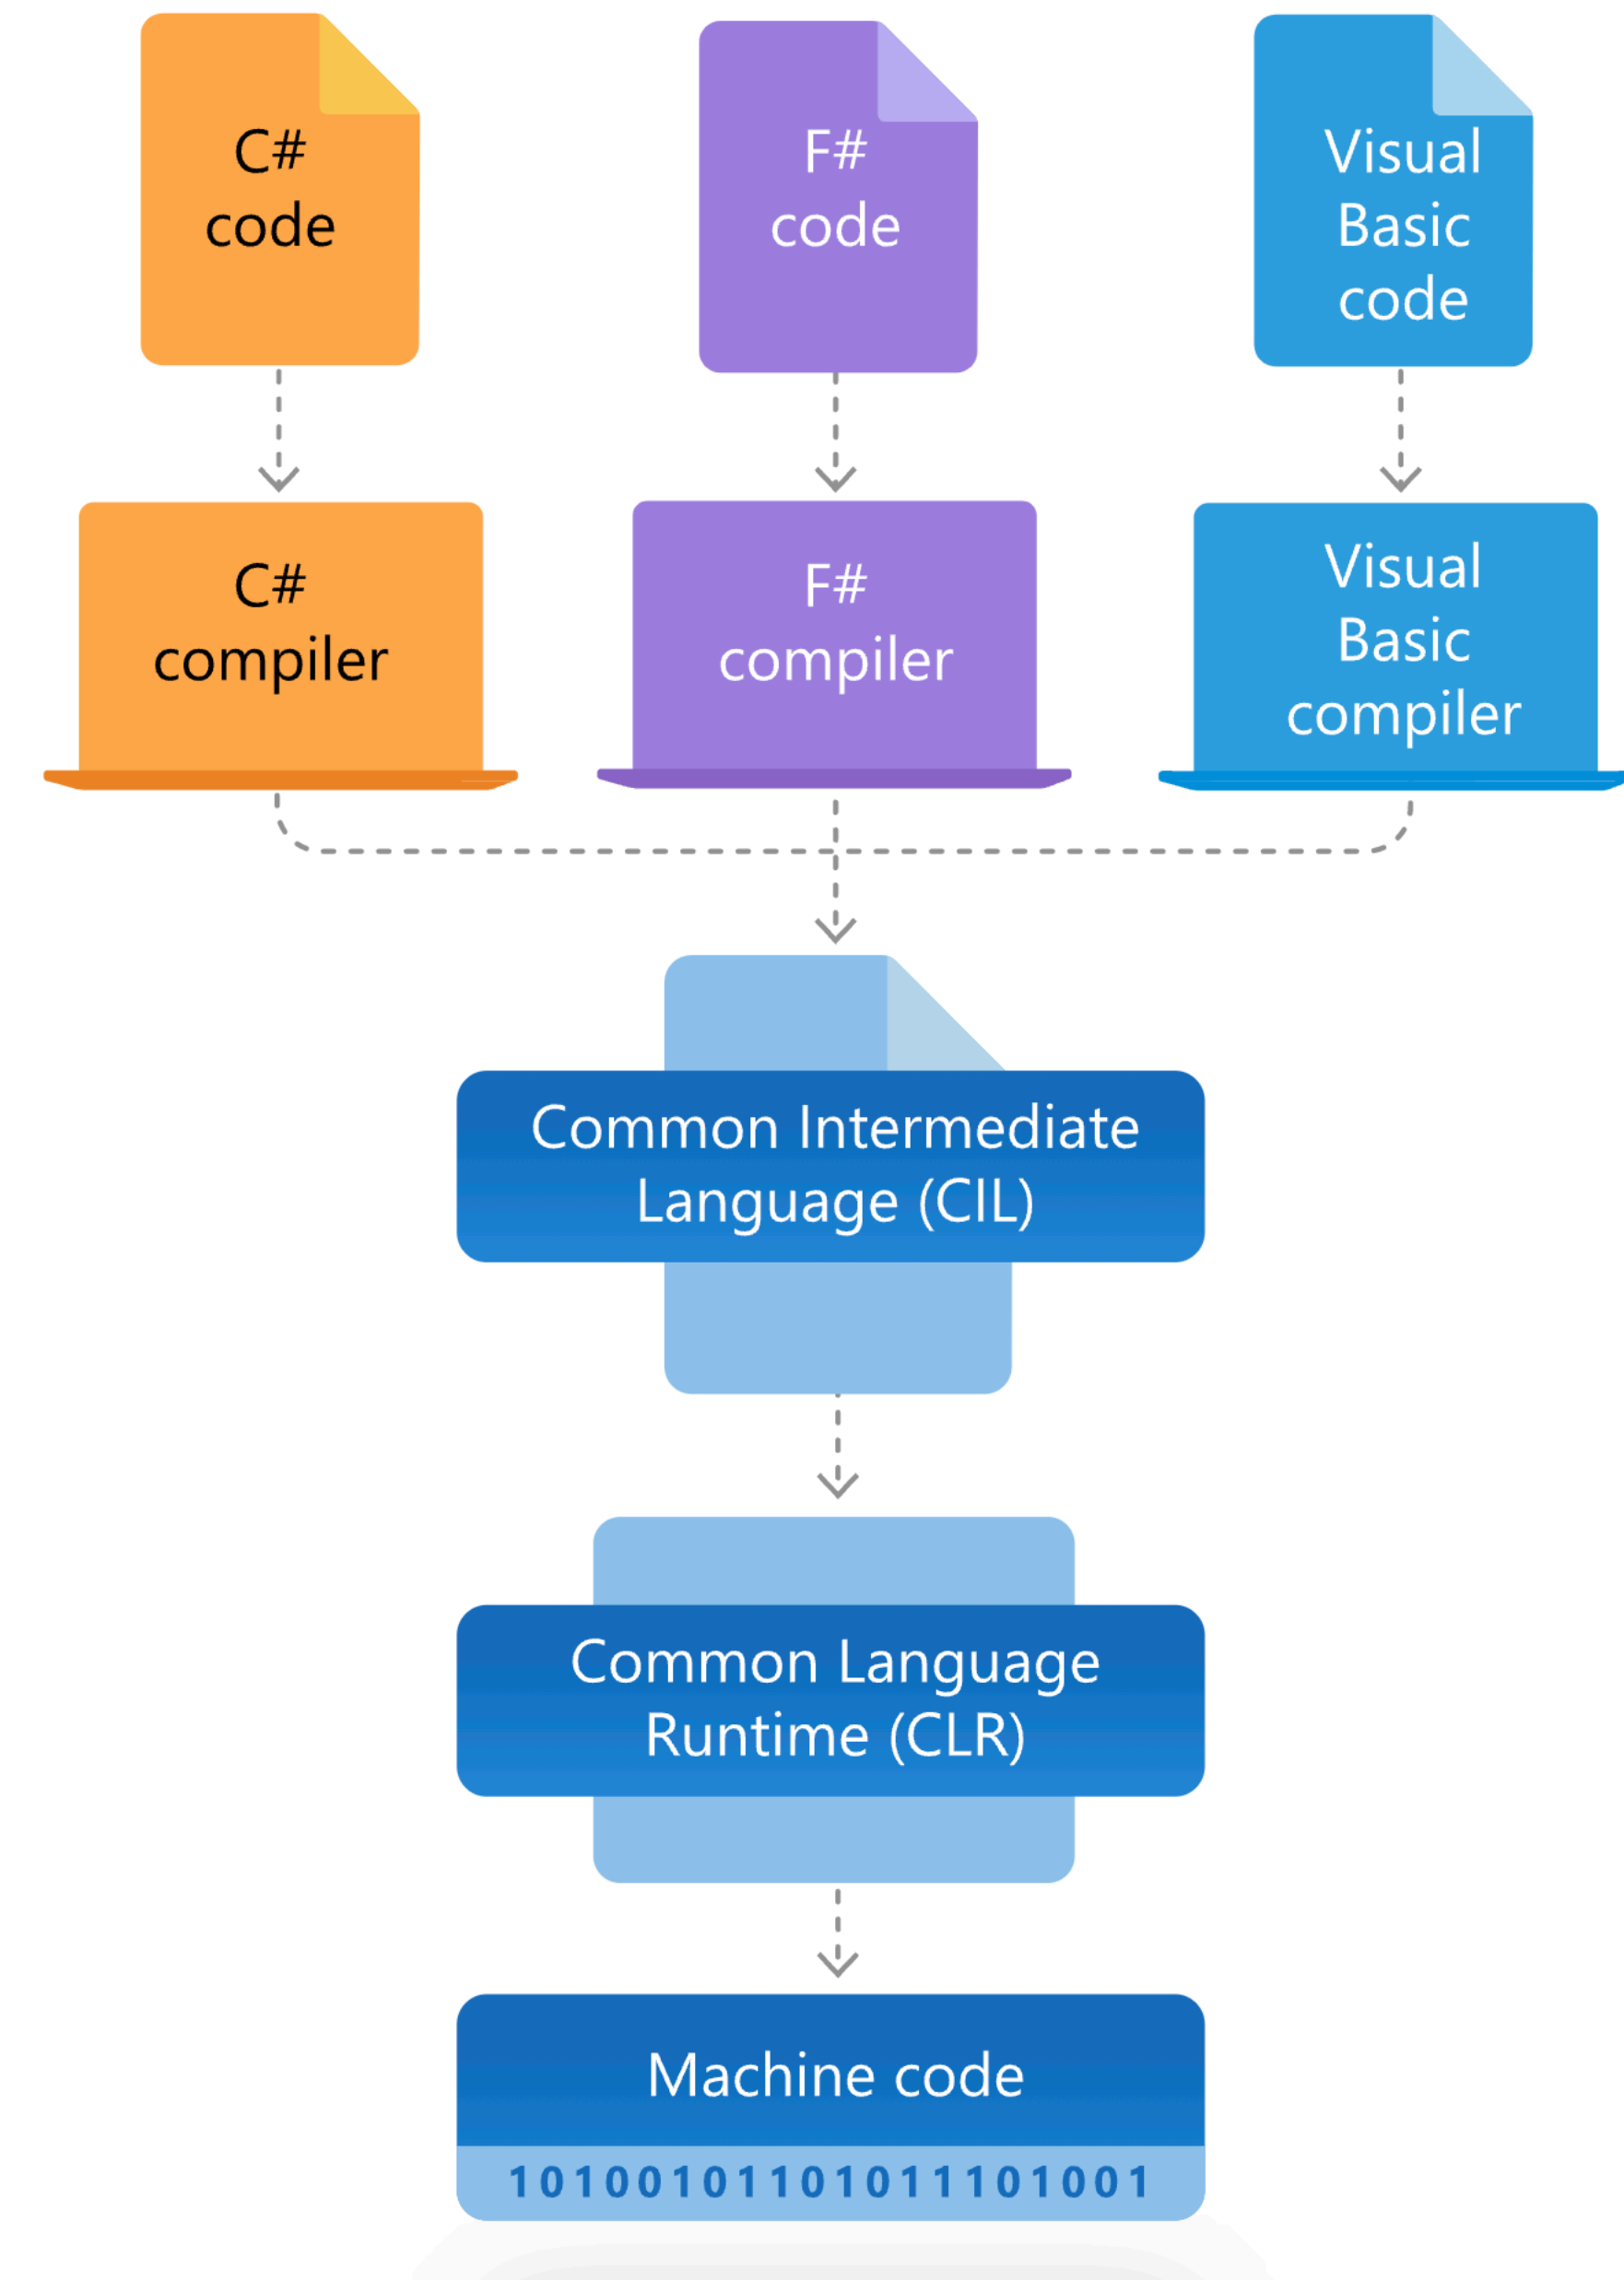 C#
code
F#
code
Visual
Basic
code
C#
compiler
F#
compiler
Visual
Basic
compiler
Common Intermediate
Language (CIL)
Common Language
Runtime (CLR)
Machine code
10100101101011101001